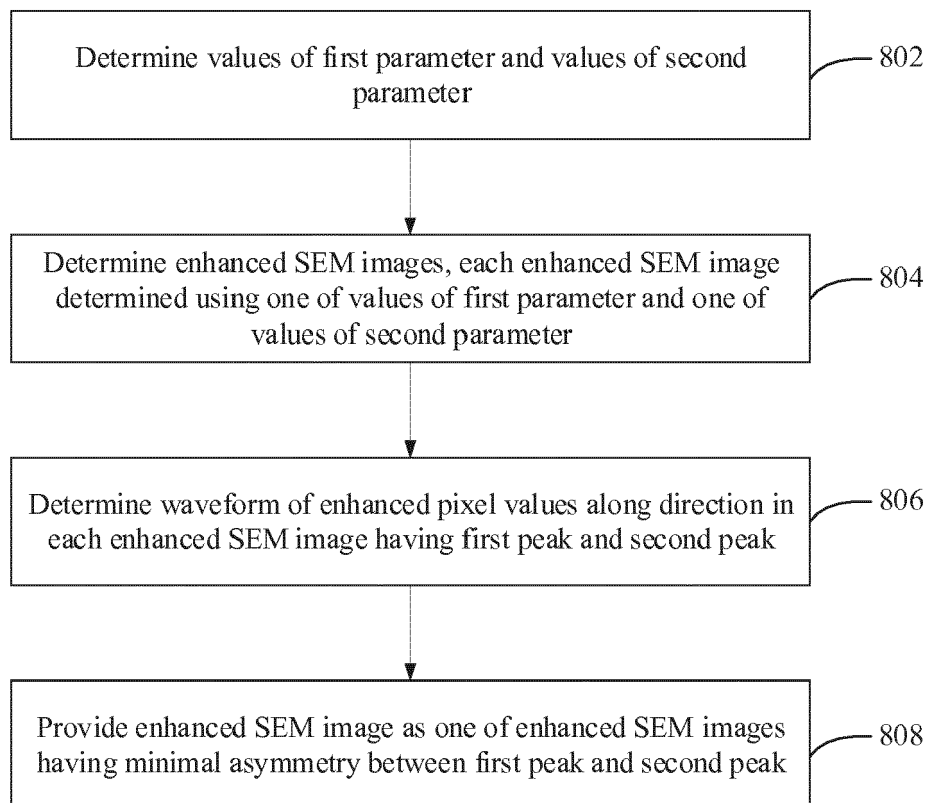 Determine values of first parameter and values of second
parameter
802
Determine enhanced SEM images, each enhanced SEM image
determined using one of values of first parameter and one of
values of second parameter
804
Determine waveform of enhanced pixel values along direction in
each enhanced SEM image having first peak and second peak
806
Provide enhanced SEM image as one of enhanced SEM images
having minimal asymmetry between first peak and second peak
808